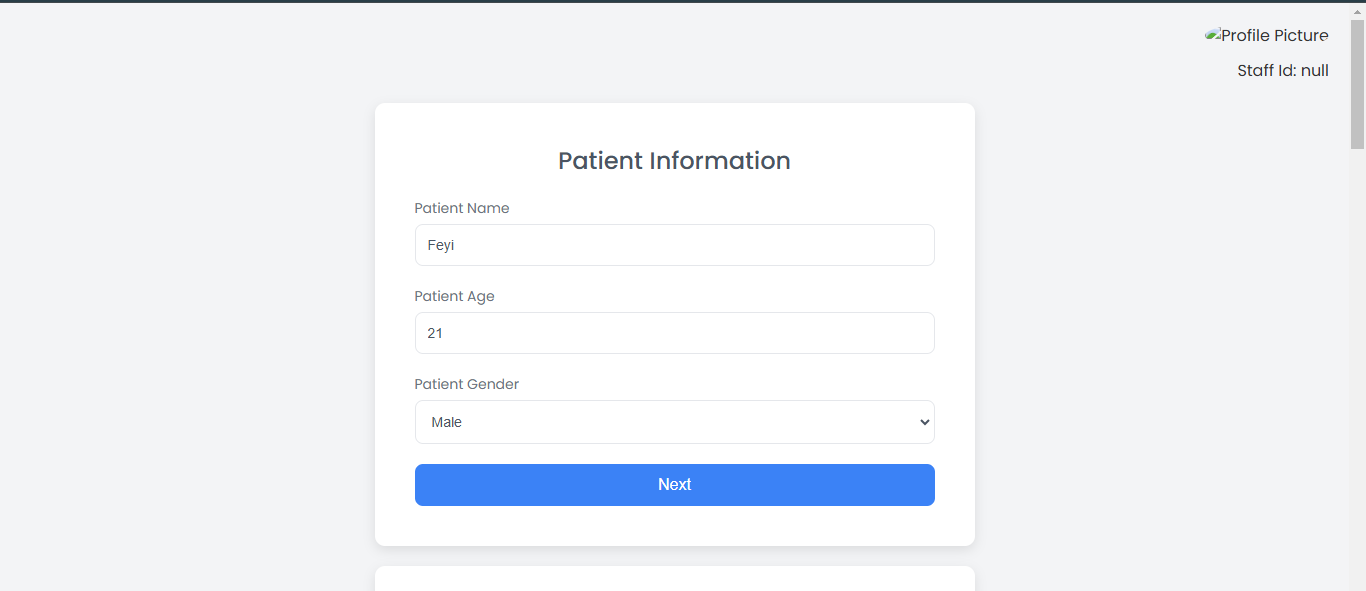 Profile Picture
Staff Id: null
Patient Information
Patient Name
Feyi
Patient Age
21
Patient Gender
Male
Next